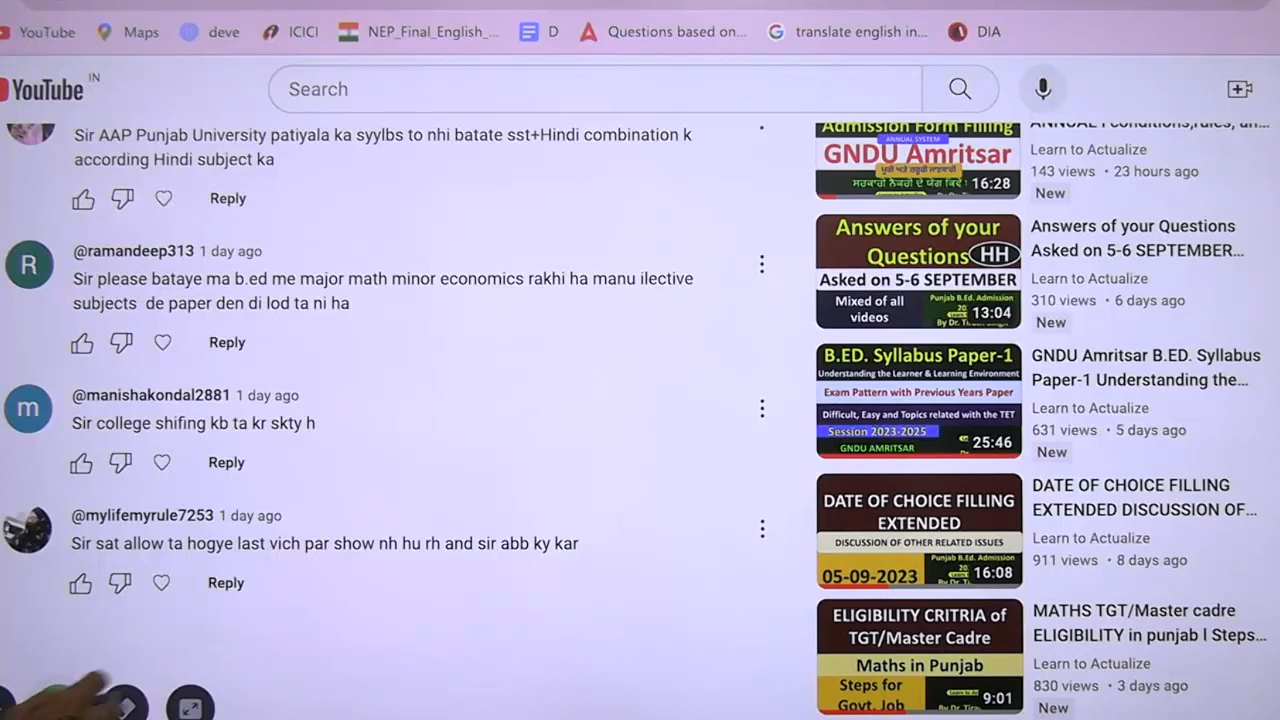 YouTube
Maps
deve
ICICI
NEP_Final_English_...
D
Questions based on...
translate english in...
DIA
YouTube IN
Search
Sir AAP Punjab University patiyala ka syylbs to nhi batate sst+Hindi combination k
according Hindi subject ka
Reply
@ramandeep313 1 day ago
Sir please bataye ma b.ed me major math minor economics rakhi ha manu ilective
subjects de paper den di lod ta ni ha
Reply
@manishakondal2881 1 day ago
Sir college shifing kb ta kr skty h
Reply
@mylifemyrule7253 1 day ago
Sir sat allow ta hogye last vich par show nh hu rh and sir abb ky kar
Reply
Admission Form Filling
ANNUAL SYSTEM
GNDU Amritsar
16:28
Learn to Actualize
143 views • 23 hours ago
New
Answers of your
Questions HH
Asked on 5-6 SEPTEMBER
Mixed of all
videos
Punjab B.Ed. Admission
13:04
Answers of your Questions
Asked on 5-6 SEPTEMBER...
Learn to Actualize
310 views • 6 days ago
New
B.ED. Syllabus Paper-1
Understanding the Learner & Learning Environment
Exam Pattern with Previous Years Paper
Difficult, Easy and Topics related with the TET
Session 2023-2025
GNDU AMRITSAR
25:46
GNDU Amritsar B.ED. Syllabus
Paper-1 Understanding the...
Learn to Actualize
631 views • 5 days ago
New
DATE OF CHOICE FILLING
EXTENDED
DISCUSSION OF OTHER RELATED ISSUES
Punjab B.Ed. Admission
05-09-2023
16:08
DATE OF CHOICE FILLING
EXTENDED DISCUSSION OF...
Learn to Actualize
911 views • 8 days ago
ELIGIBILITY CRITRIA of
TGT/Master Cadre
Maths in Punjab
Steps for
Govt. Job
9:01
MATHS TGT/Master cadre
ELIGIBILITY in punjab l Steps...
Learn to Actualize
830 views • 3 days ago
New